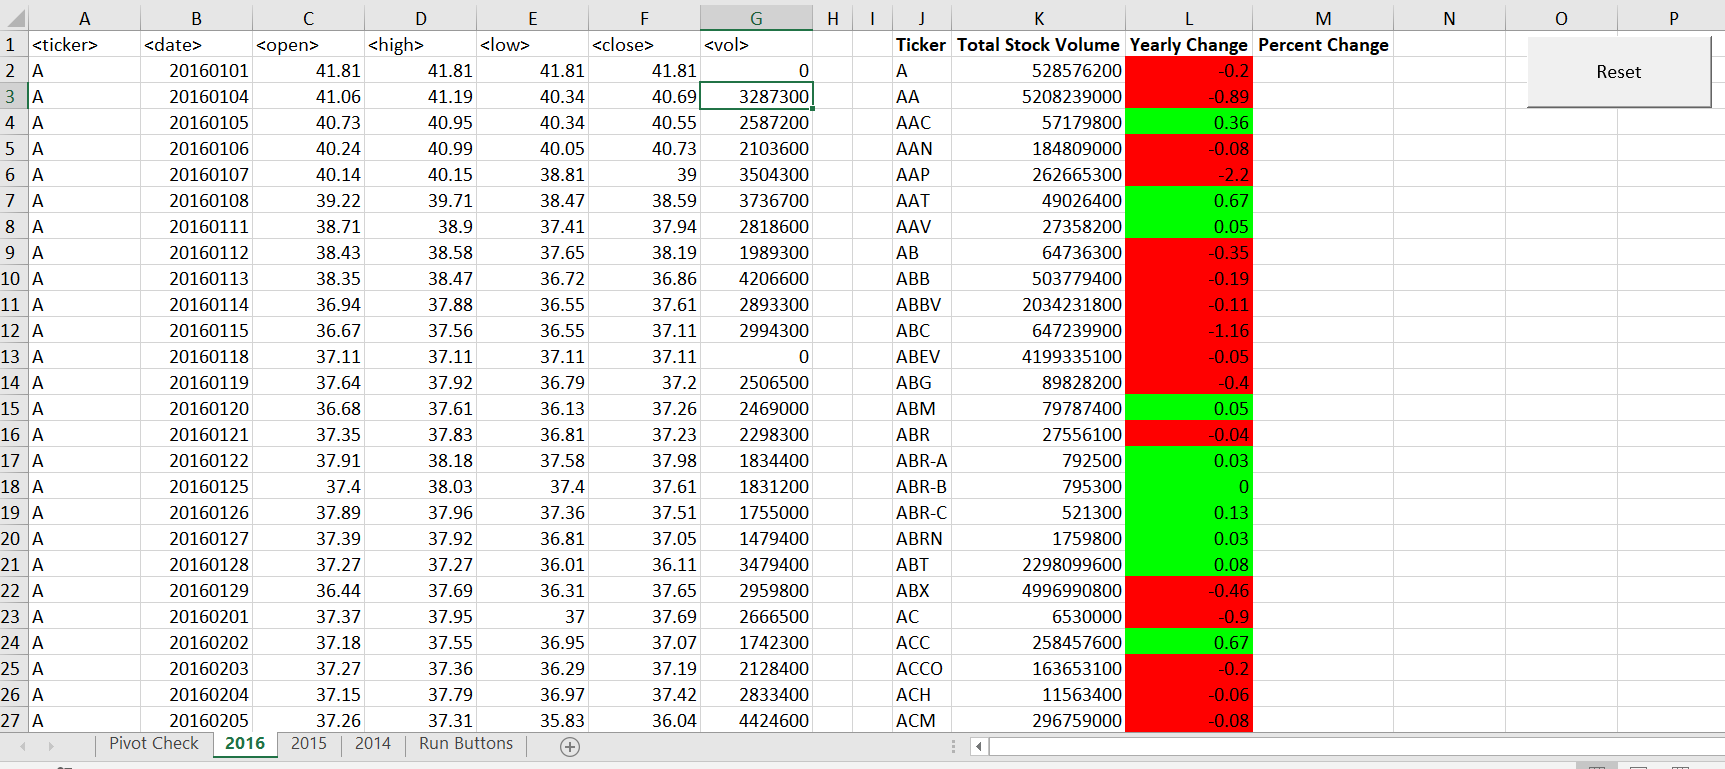 A B C D E F G H I J K L M N O P
1 <ticker> <date> <open> <high> <low> <close> <vol> Ticker Total Stock Volume Yearly Change Percent Change
Reset
2 A 20160101 41.81 41.81 41.81 41.81 0 A 528576200 -0.2
3 A 20160104 41.06 41.19 40.34 40.69 3287300 AA 5208239000 -0.89
4 A 20160105 40.73 40.95 40.34 40.55 2587200 AAC 57179800 0.36
5 A 20160106 40.24 40.99 40.05 40.73 2103600 AAN 184809000 -0.08
6 A 20160107 40.14 40.15 38.81 39 3504300 AAP 262665300 -2.2
7 A 20160108 39.22 39.71 38.47 38.59 3736700 AAT 49026400 0.67
8 A 20160111 38.71 38.9 37.41 37.94 2818600 AAV 27358200 0.05
9 A 20160112 38.43 38.58 37.65 38.19 1989300 AB 64736300 -0.35
10 A 20160113 38.35 38.47 36.72 36.86 4206600 ABB 503779400 -0.19
11 A 20160114 36.94 37.88 36.55 37.61 2893300 ABBV 2034231800 -0.11
12 A 20160115 36.67 37.56 36.55 37.11 2994300 ABC 647239900 -1.16
13 A 20160118 37.11 37.11 37.11 37.11 0 ABEV 4199335100 -0.05
14 A 20160119 37.64 37.92 36.79 37.2 2506500 ABG 89828200 -0.4
15 A 20160120 36.68 37.61 36.13 37.26 2469000 ABM 79787400 0.05
16 A 20160121 37.35 37.83 36.81 37.23 2298300 ABR 27556100 -0.04
17 A 20160122 37.91 38.18 37.58 37.98 1834400 ABR-A 792500 0.03
18 A 20160125 37.4 38.03 37.4 37.61 1831200 ABR-B 795300 0
19 A 20160126 37.89 37.96 37.36 37.51 1755000 ABR-C 521300 0.13
20 A 20160127 37.39 37.92 36.81 37.05 1479400 ABRN 1759800 0.03
21 A 20160128 37.27 37.27 36.01 36.11 3479400 ABT 2298099600 0.08
22 A 20160129 36.44 37.69 36.31 37.65 2959800 ABX 4996990800 -0.46
23 A 20160201 37.37 37.95 37 37.69 2666500 AC 6530000 -0.9
24 A 20160202 37.18 37.55 36.95 37.07 1742300 ACC 258457600 0.67
25 A 20160203 37.27 37.36 36.29 37.19 2128400 ACCO 163653100 -0.2
26 A 20160204 37.15 37.79 36.97 37.42 2833400 ACH 11563400 -0.06
27 A 20160205 37.26 37.31 35.83 36.04 4424600 ACM 296759000 -0.08
Pivot Check 2016 2015 2014 Run Buttons